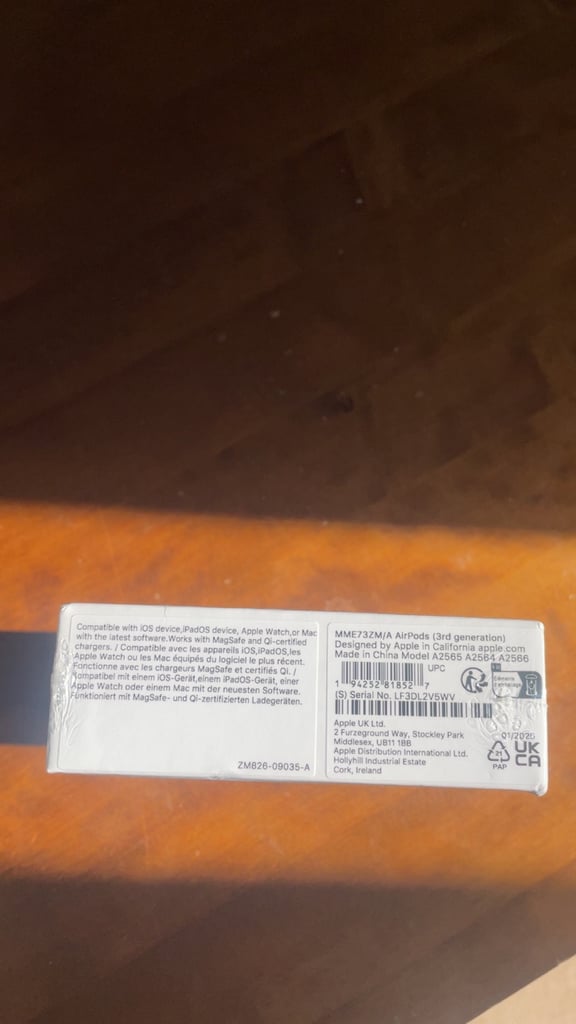 Compatible with iOS device,iPadOS device, Apple Watch,or Mac
with the latest software.Works with MagSafe and Qi-certified
chargers. / Compatible avec les appareils iOS,iPadOS,les
Apple Watch ou les Mac équipés du logiciel le plus récent.
Fonctionne avec les chargeurs MagSafe et certifiés Qi. /
Kompatibel mit einem iOS-Gerät,einem iPadOS-Gerät, einer
Apple Watch oder einem Mac mit der neuesten Software.
Funktioniert mit MagSafe- und Qi-zertifizierten Ladegeräten.
ZM826-09035-A
MME73ZM/A AirPods (3rd generation)
Designed by Apple in California apple.com
Made in China Model A2565 A2564 A2566
UPC
1 94252 81852 7
(S) Serial No. LF3DL2V5WV
Éléments
d'emballage
Apple UK Ltd.
2 Furzeground Way, Stockley Park
Middlesex, UB11 1BB
Apple Distribution International Ltd.
Hollyhill Industrial Estate
Cork, Ireland
21
PAP
UK
CA